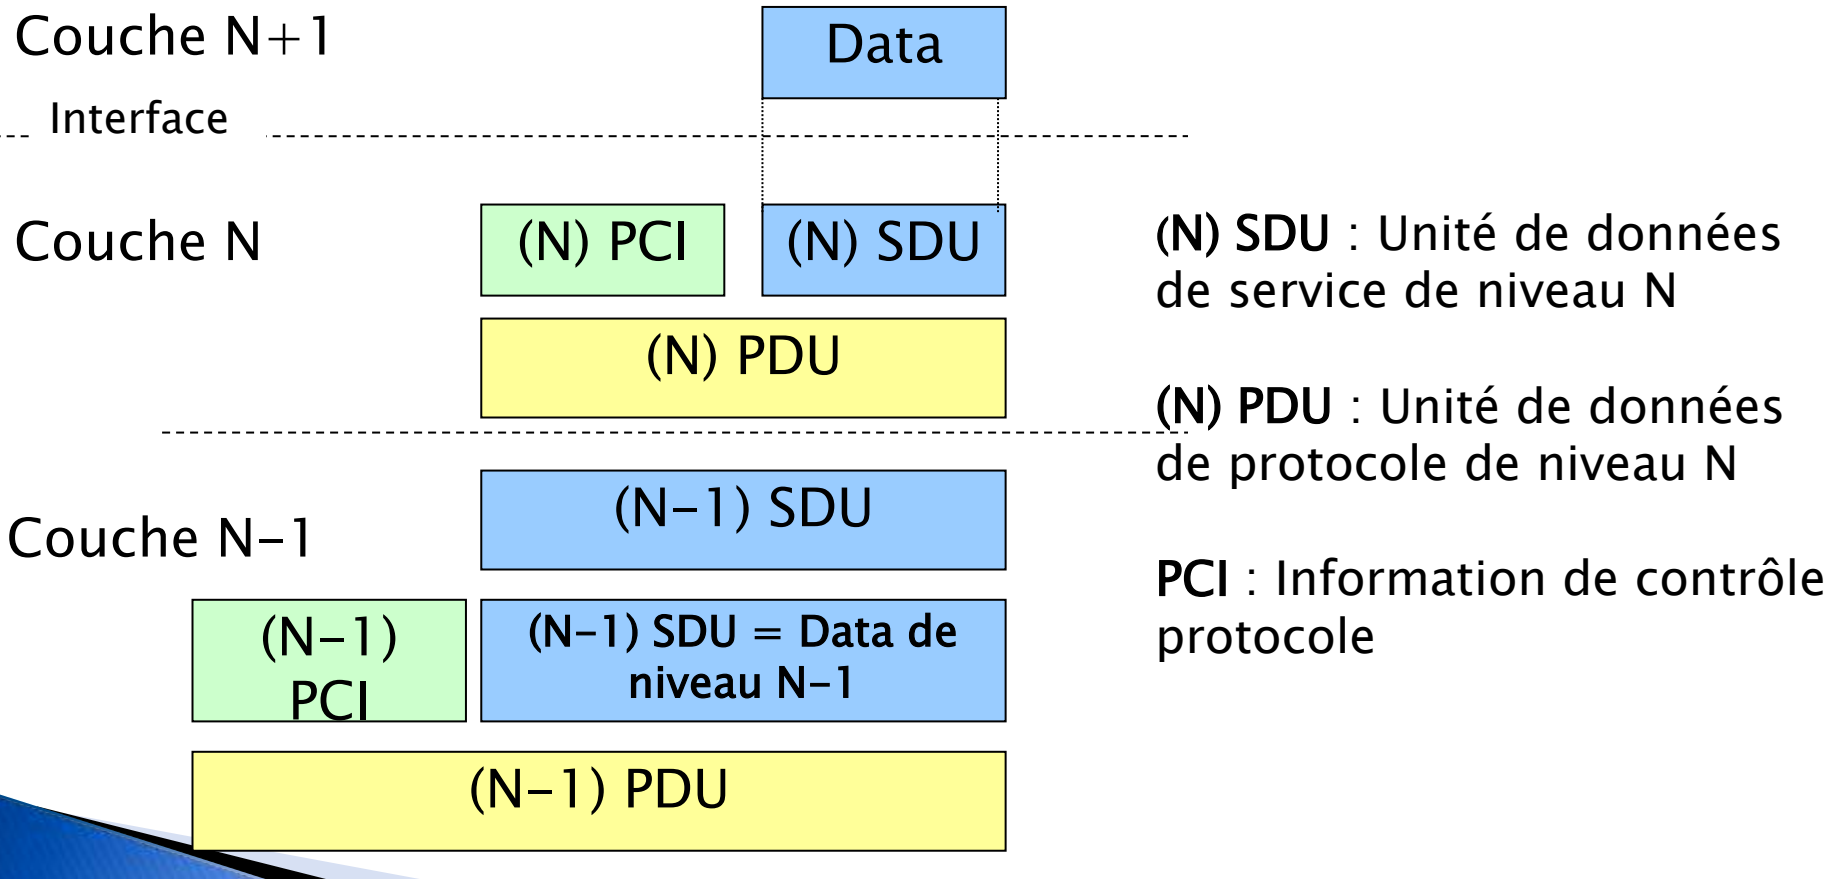 Couche N+1
Data
Interface
Couche N
(N) PCI
(N) SDU
(N) PDU
Couche N-1
(N-1) SDU
(N-1)
PCI
(N-1) SDU = Data de
niveau N-1
(N-1) PDU
(N) SDU : Unité de données
de service de niveau N
(N) PDU : Unité de données
de protocole de niveau N
PCI : Information de contrôle
protocole